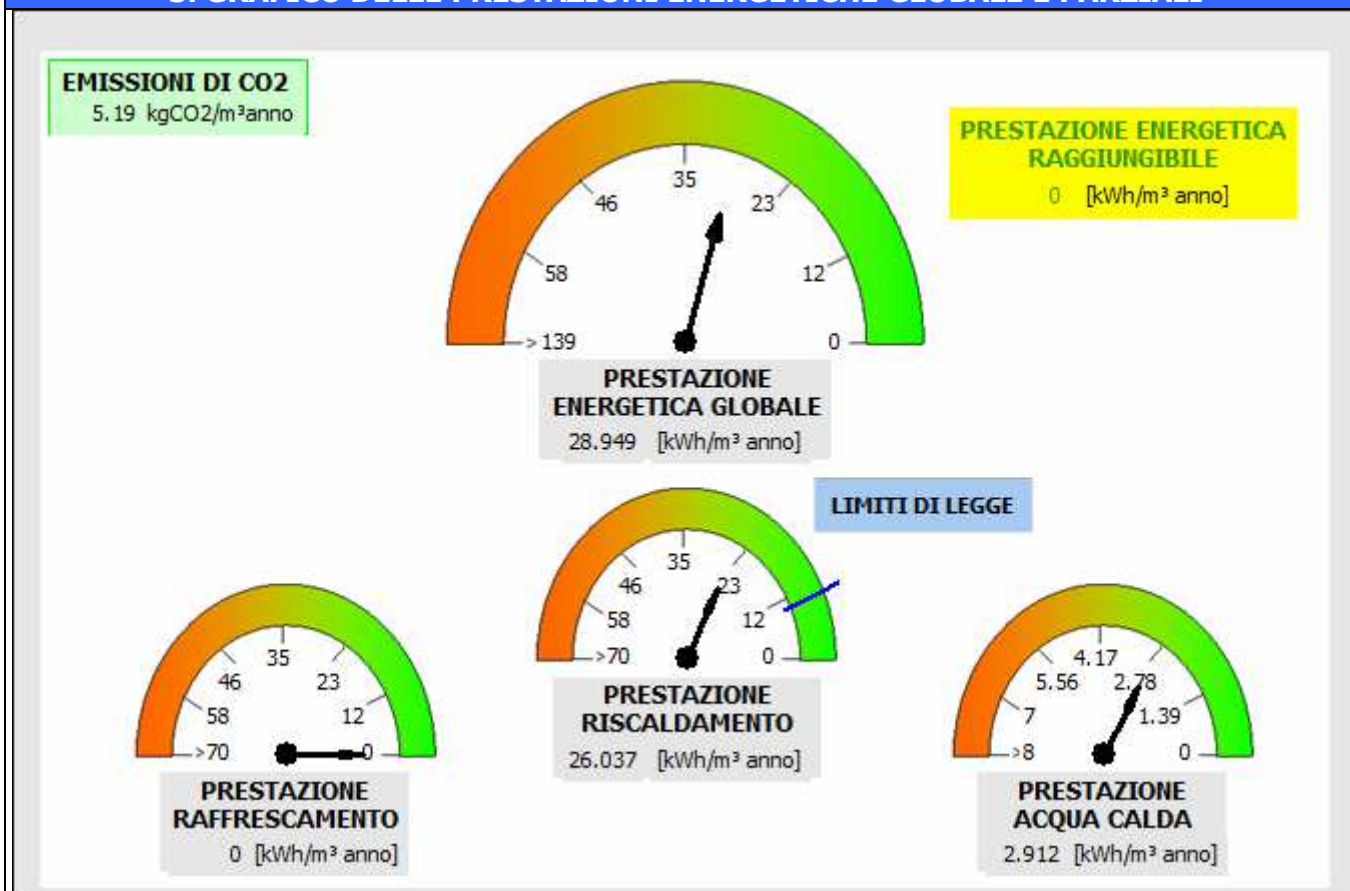 EMISSIONI DI CO2
5.19 kgCO2/m³anno
PRESTAZIONE ENERGETICA
RAGGIUNGIBILE
0 [kWh/m³ anno]
35
46
23
58
12
>139
0
PRESTAZIONE
ENERGETICA GLOBALE
28.949 [kWh/m³ anno]
LIMITI DI LEGGE
35
46
23
58
12
>70
0
PRESTAZIONE
RISCALDAMENTO
26.037 [kWh/m³ anno]
35
46
23
58
12
>70
0
PRESTAZIONE
RAFFRESCAMENTO
0 [kWh/m³ anno]
4.17
5.56
2.78
7
1.39
>8
0
PRESTAZIONE
ACQUA CALDA
2.912 [kWh/m³ anno]